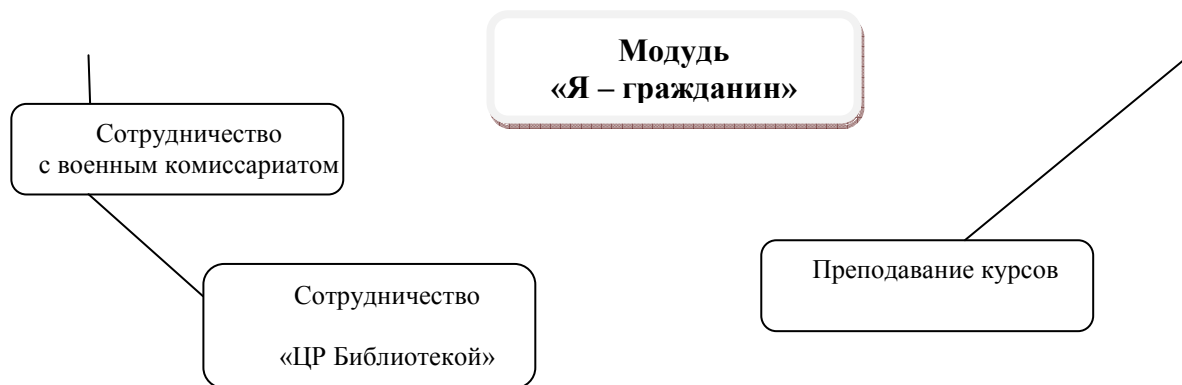 Модудь
«Я – гражданин»
Сотрудничество
с военным комиссариатом
Сотрудничество
«ЦР Библиотекой»
Преподавание курсов